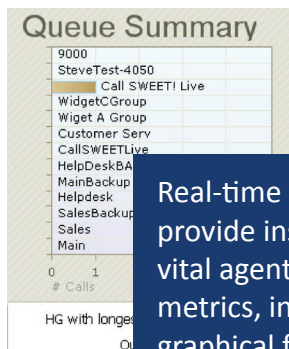 Queue Summary
9000
SteveTest-4050
Call SWEET! Live
WidgetCGroup
Wiget A Group
Customer Serv
CallSWEETLive
HelpDeskBA
MainBackup
Helpdesk
SalesBackup
Sales
Main
0 1
# Calls
HG with longes
Real-time
provide ins
vital agent
metrics, in
graphical f